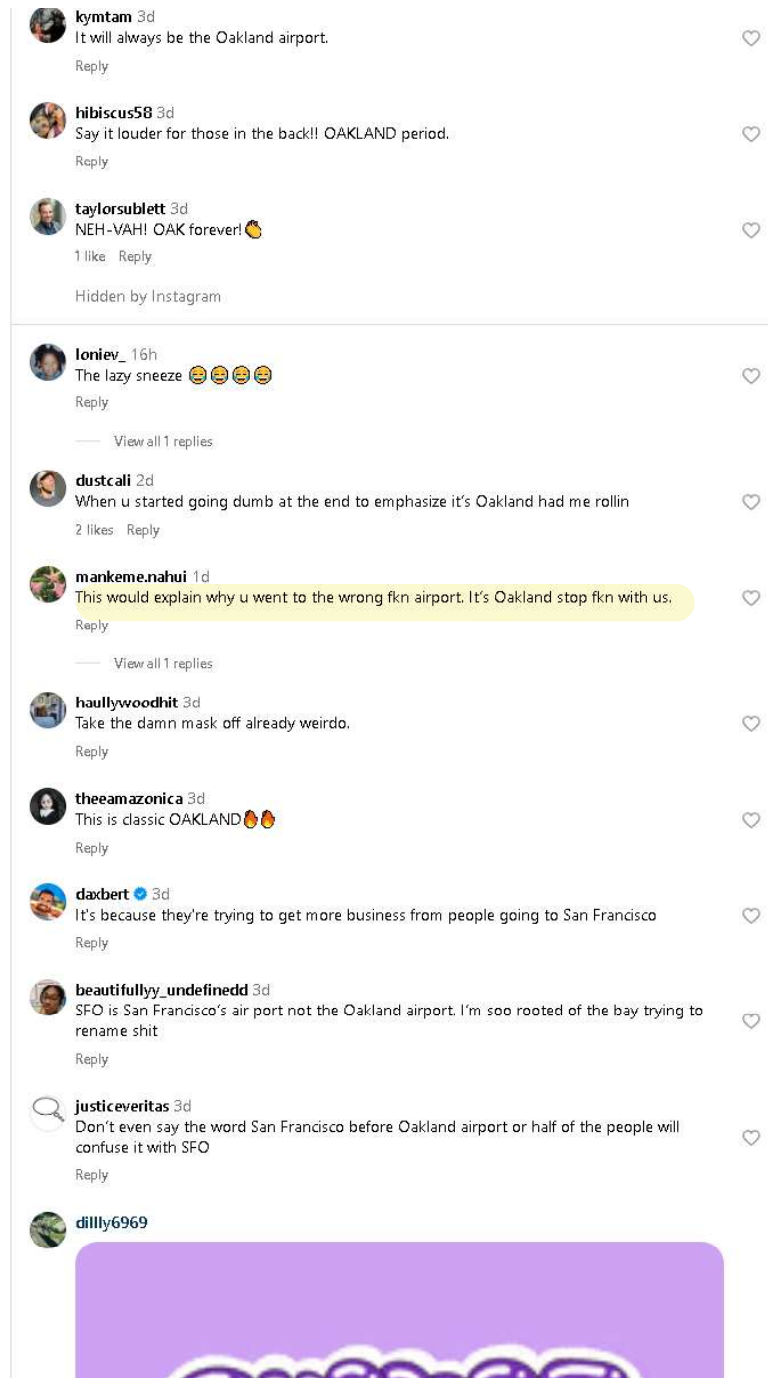 kymtam 3d
It will always be the Oakland airport.
Reply
hibiscus58 3d
Say it louder for those in the back!! OAKLAND period.
Reply
taylorsublett 3d
NEH-VAH! OAK forever!👏
1 like Reply
Hidden by Instagram
loniev_ 16h
The lazy sneeze 😂😂😂😂
Reply
View all 1 replies
dustcali 2d
When u started going dumb at the end to emphasize it's Oakland had me rollin
2 likes Reply
mankeme.nahui 1d
This would explain why u went to the wrong fkn airport. It's Oakland stop fkn with us.
Reply
View all 1 replies
haullywoodhit 3d
Take the damn mask off already weirdo.
Reply
theeamazonica 3d
This is classic OAKLAND🔥🔥
Reply
daxbert 3d
It's because they're trying to get more business from people going to San Francisco
Reply
beautifullyy_undefinedd 3d
SFO is San Francisco's air port not the Oakland airport. I'm soo rooted of the bay trying to
rename shit
Reply
justiceveritas 3d
Don't even say the word San Francisco before Oakland airport or half of the people will
confuse it with SFO
Reply
dillly6969